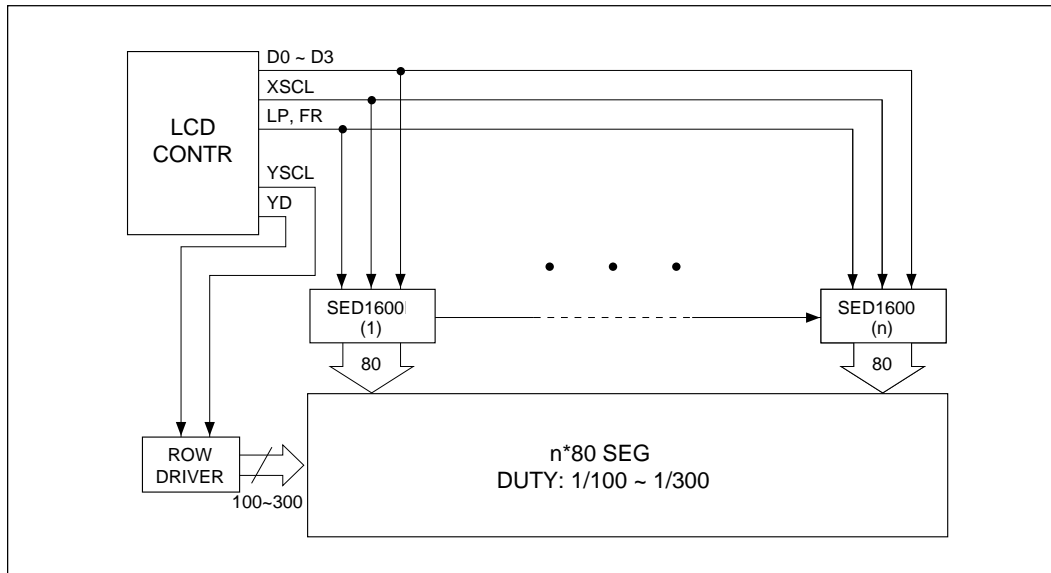 D0 ~ D3
XSCL
LP, FR
LCD
CONTR
YSCL
YD
SED1600
(1)
SED1600
(n)
80
80
n*80 SEG
DUTY: 1/100 ~ 1/300
ROW
DRIVER
100~300